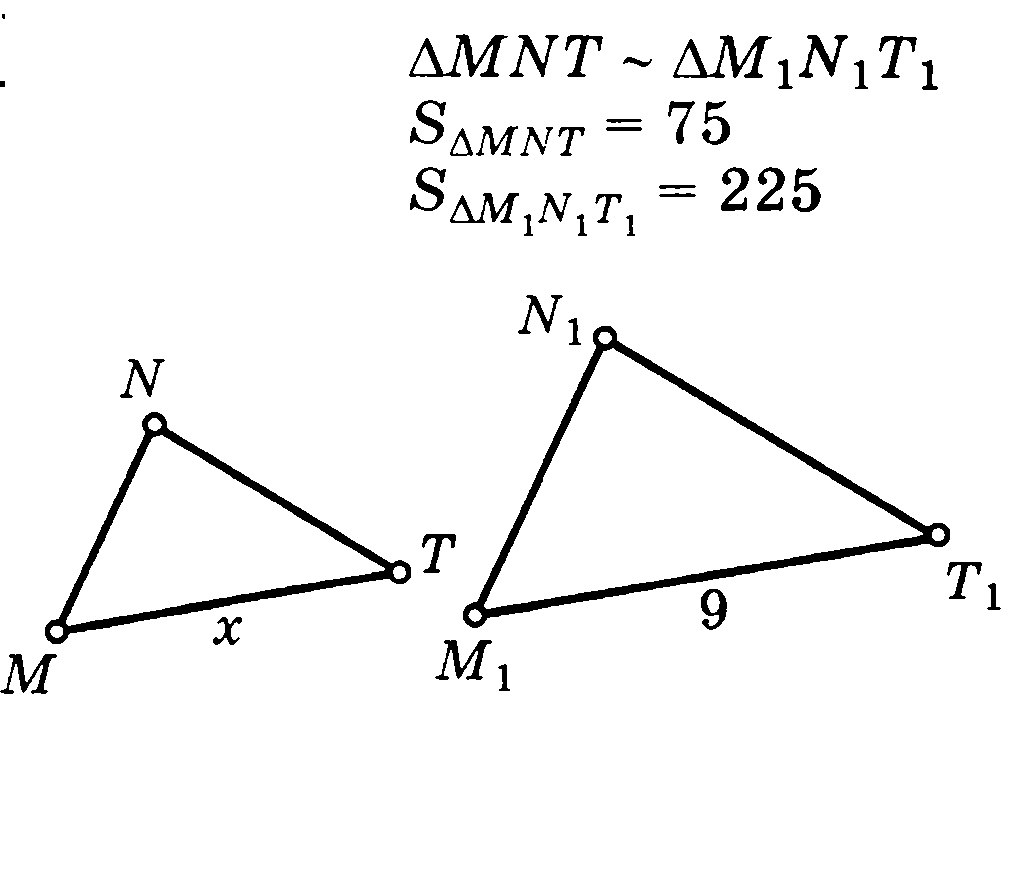 ΔMNT ~ ΔM₁N₁T₁
S_ΔMNT = 75
S_ΔM₁N₁T₁ = 225
N₁
N
T
T₁
x
9
M
M₁